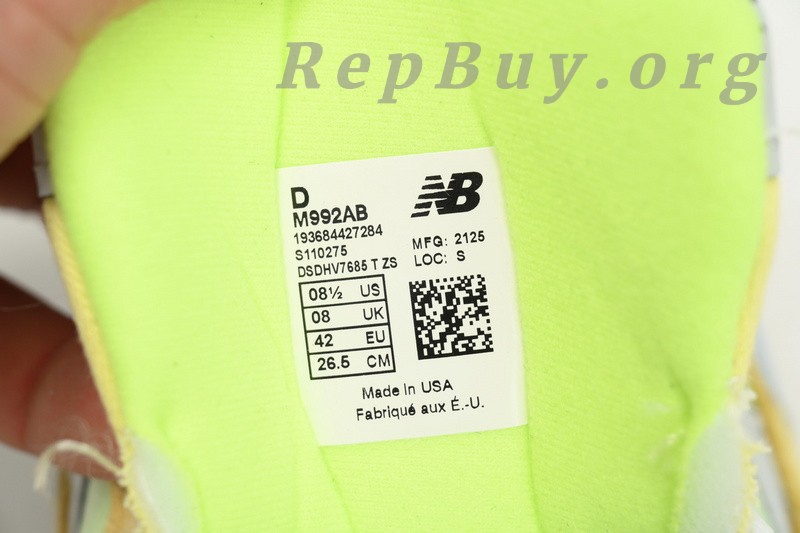 RepBuy.org
D
M992AB
NB
193684427284
S110275
MFG: 2125
DSDHV7685 T ZS
LOC: S
08½ US
08 UK
42 EU
26.5 CM
Made in USA
Fabriqué aux É.-U.